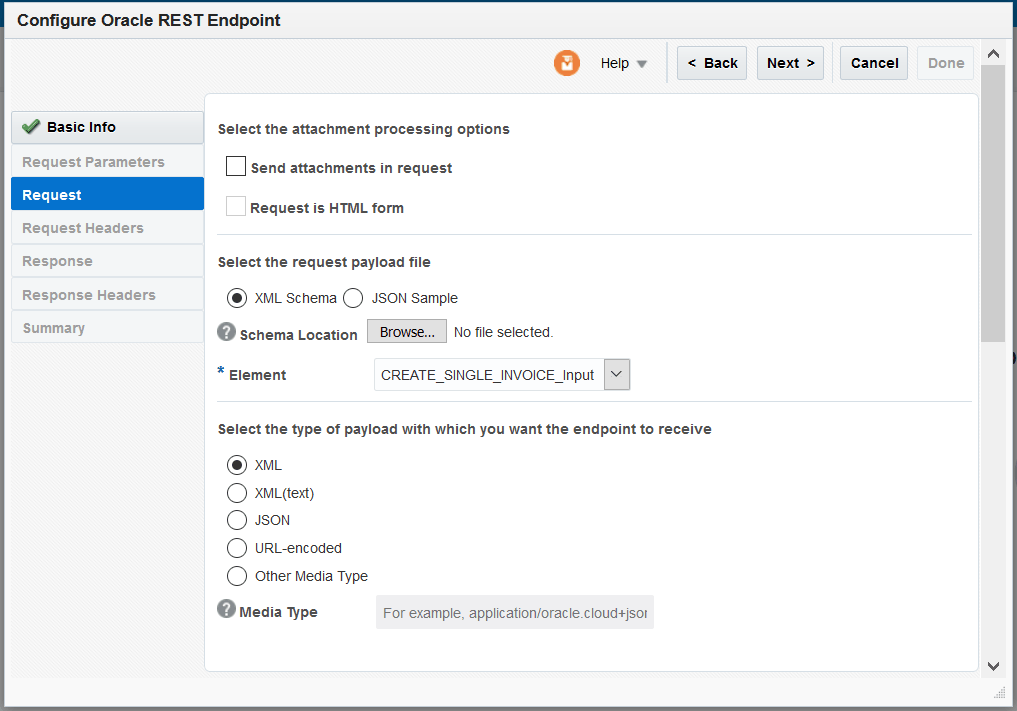 Configure Oracle REST Endpoint
Help
< Back
Next >
Cancel
Done
Basic Info
Request Parameters
Request
Request Headers
Response
Response Headers
Summary
Select the attachment processing options
Send attachments in request
Request is HTML form
Select the request payload file
XML Schema JSON Sample
? Schema Location Browse... No file selected.
* Element CREATE_SINGLE_INVOICE_Input
Select the type of payload with which you want the endpoint to receive
XML
XML(text)
JSON
URL-encoded
Other Media Type
? Media Type For example, application/oracle.cloud+json